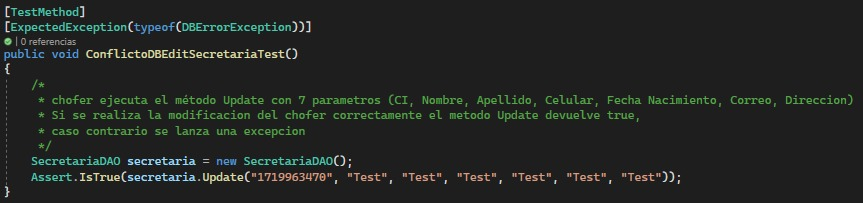 [TestMethod]
[ExpectedException(typeof(DBErrorException))]
| 0 referencias
public void ConflictoDBEditSecretariaTest()
{
/*
* chofer ejecuta el método Update con 7 parametros (CI, Nombre, Apellido, Celular, Fecha Nacimiento, Correo, Direccion)
* Si se realiza la modificacion del chofer correctamente el metodo Update devuelve true,
* caso contrario se lanza una excepcion
*/
SecretariaDAO secretaria = new SecretariaDAO();
Assert.IsTrue(secretaria.Update("1719963470", "Test", "Test", "Test", "Test", "Test", "Test"));
}